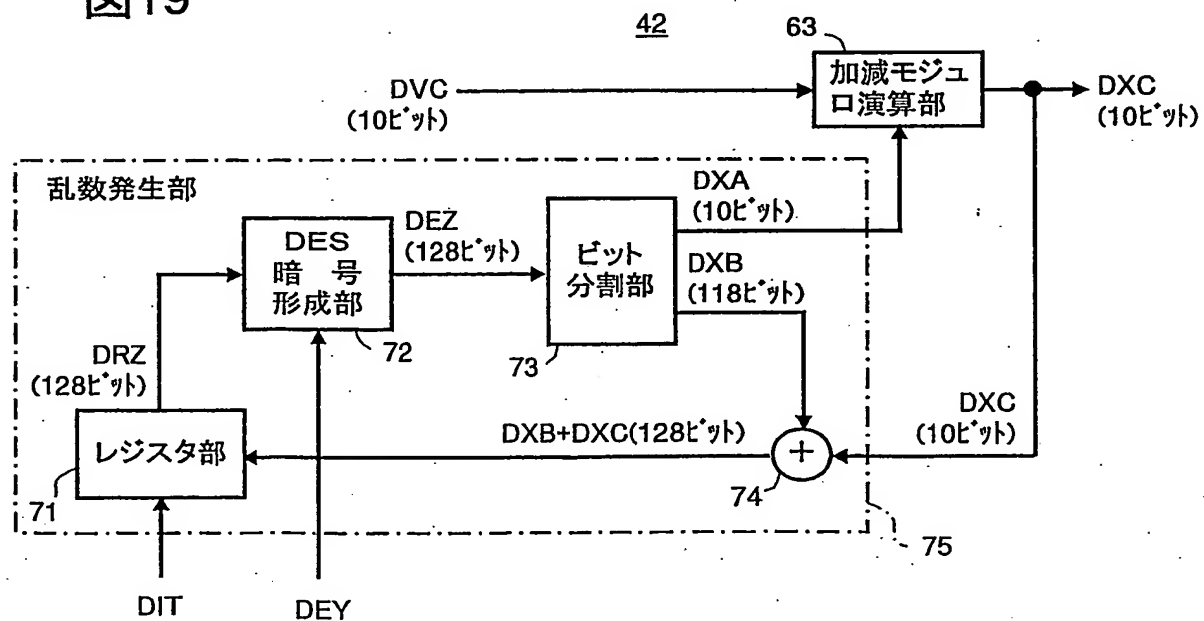 図19
42
63
加減モジュ
ロ演算部
DVC
(10ビット)
DXC
(10ビット)
乱数発生部
DXA
(10ビット)
DES
暗 号
形成部
DEZ
(128ビット)
ビット
分割部
DXB
(118ビット)
72
73
DRZ
(128ビット)
DXC
(10ビット)
DXB+DXC(128ビット)
レジスタ部
+
71
74
75
DIT
DEY